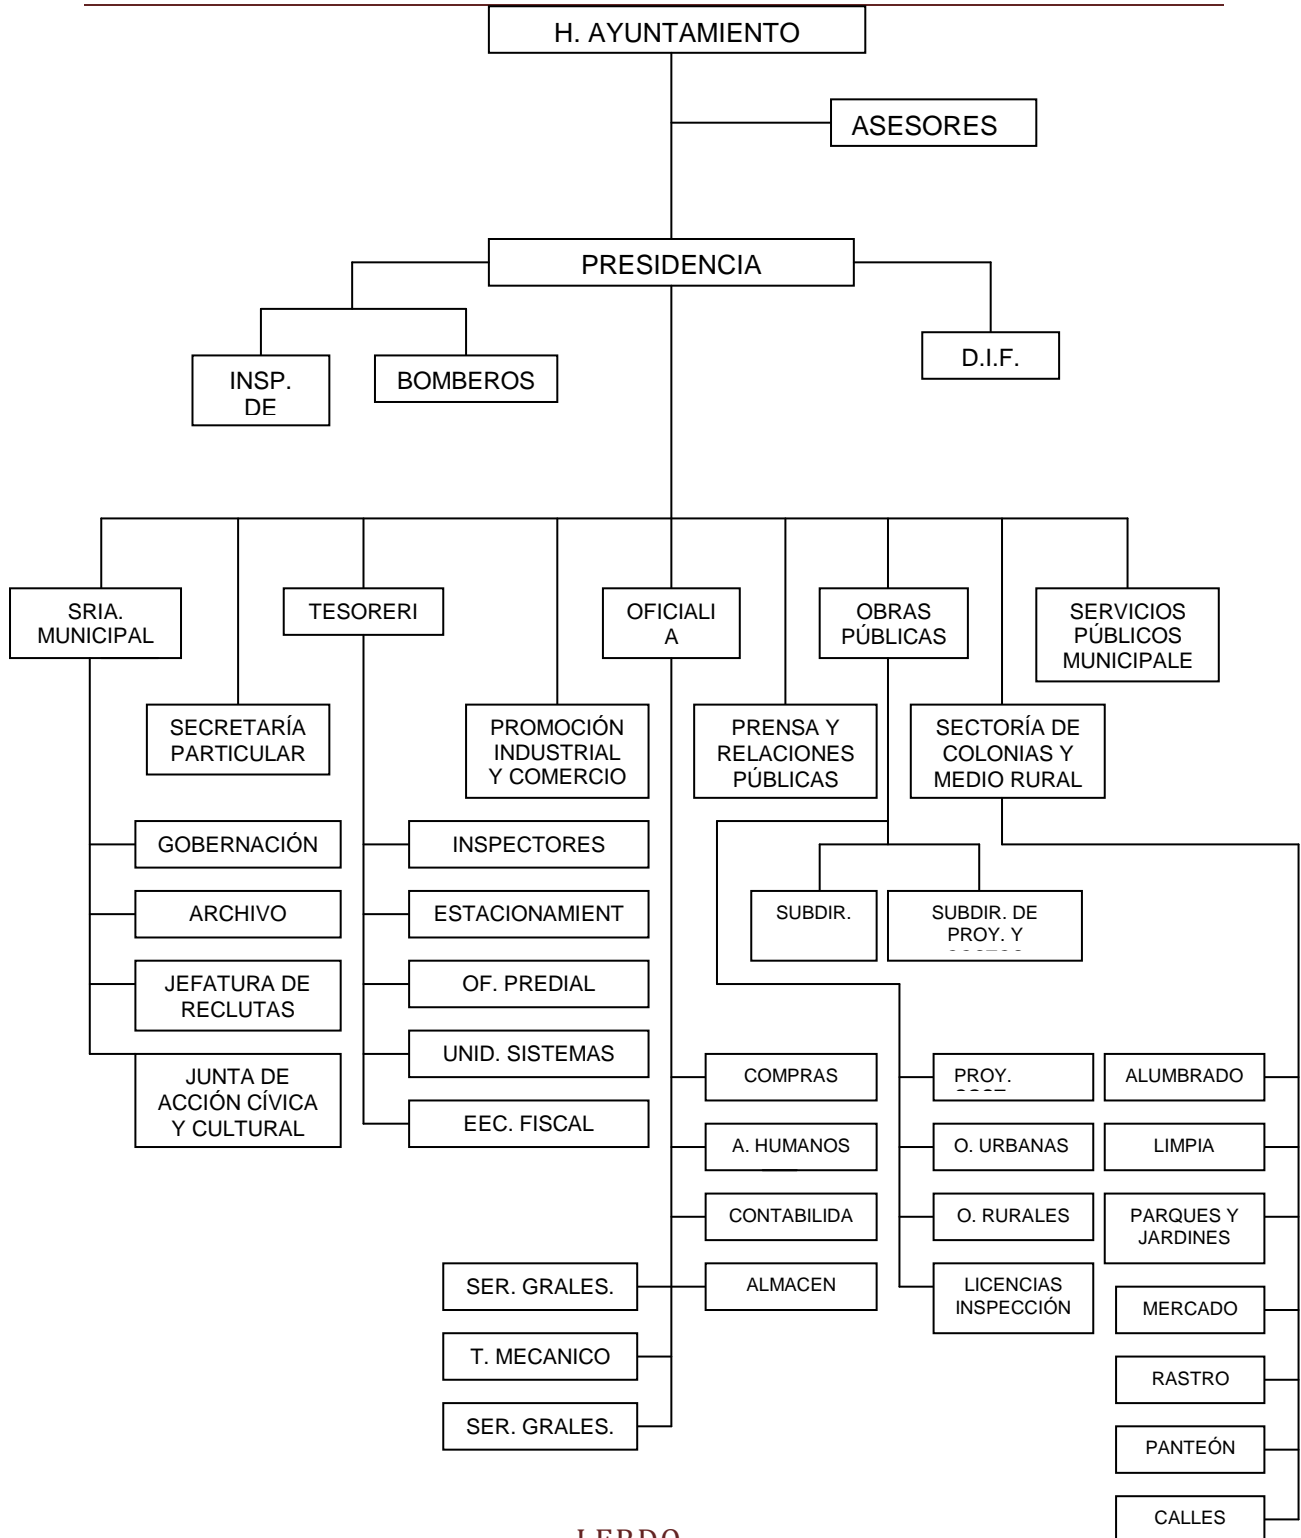 H. AYUNTAMIENTO
ASESORES
PRESIDENCIA
INSP.
DE
BOMBEROS
D.I.F.
SRIA.
MUNICIPAL
TESORERI
OFICIALI
A
OBRAS
PÚBLICAS
SERVICIOS
PÚBLICOS
MUNICIPALE
SECRETARÍA
PARTICULAR
PROMOCIÓN
INDUSTRIAL
Y COMERCIO
PRENSA Y
RELACIONES
PÚBLICAS
SECTORÍA DE
COLONIAS Y
MEDIO RURAL
GOBERNACIÓN
ARCHIVO
JEFATURA DE
RECLUTAS
JUNTA DE
ACCIÓN CÍVICA
Y CULTURAL
INSPECTORES
ESTACIONAMIENT
OF. PREDIAL
UNID. SISTEMAS
EEC. FISCAL
SUBDIR.
SUBDIR. DE
PROY. Y
COMPRAS
A. HUMANOS
CONTABILIDA
ALMACEN
SER. GRALES.
T. MECANICO
SER. GRALES.
PROY.
O. URBANAS
O. RURALES
LICENCIAS
INSPECCIÓN
ALUMBRADO
LIMPIA
PARQUES Y
JARDINES
MERCADO
RASTRO
PANTEÓN
CALLES
LERDO